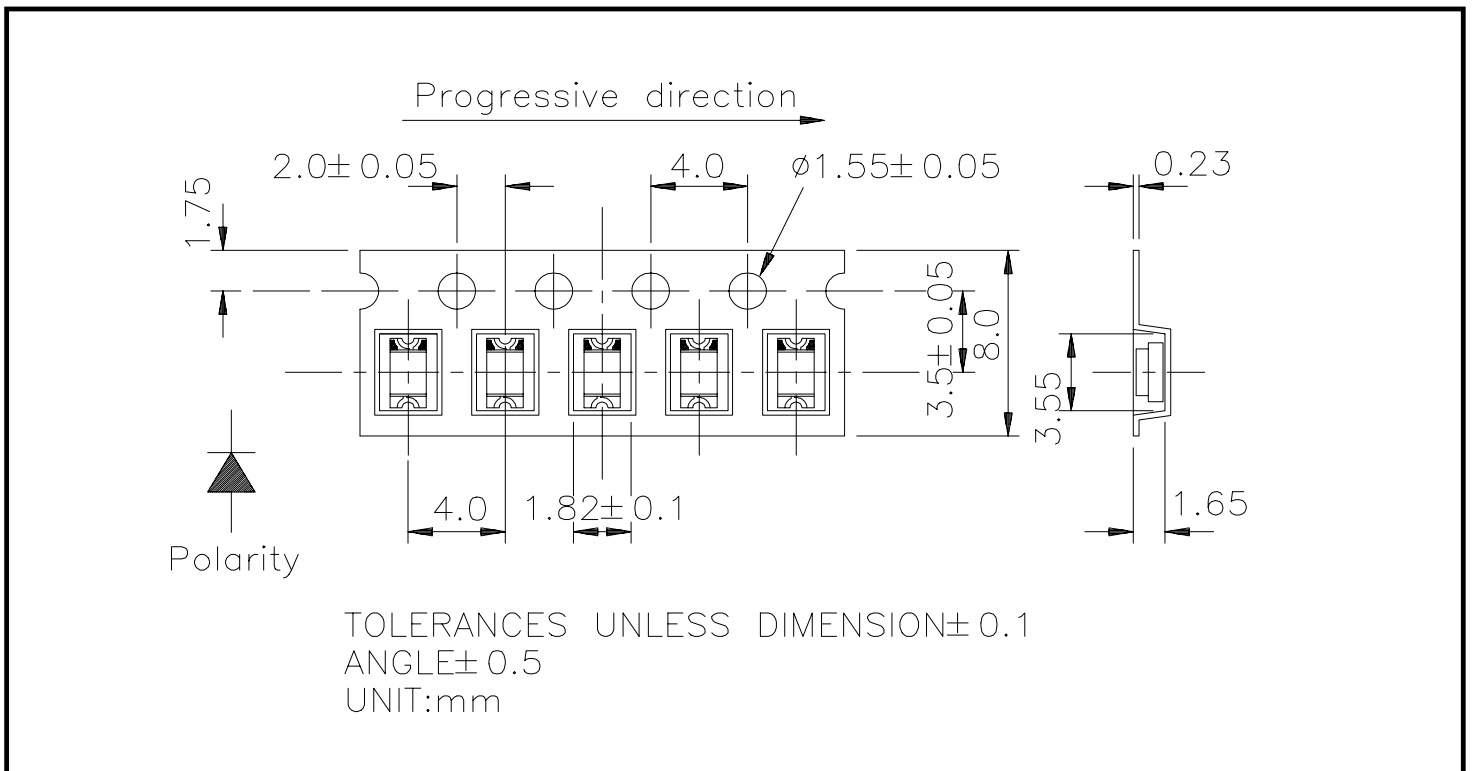 Progressive direction
2.0±0.05
4.0
ø1.55±0.05
0.23
1.75
3.5±0.05
8.0
3.55
4.0
1.82±0.1
1.65
Polarity
TOLERANCES UNLESS DIMENSION±0.1
ANGLE±0.5
UNIT:mm